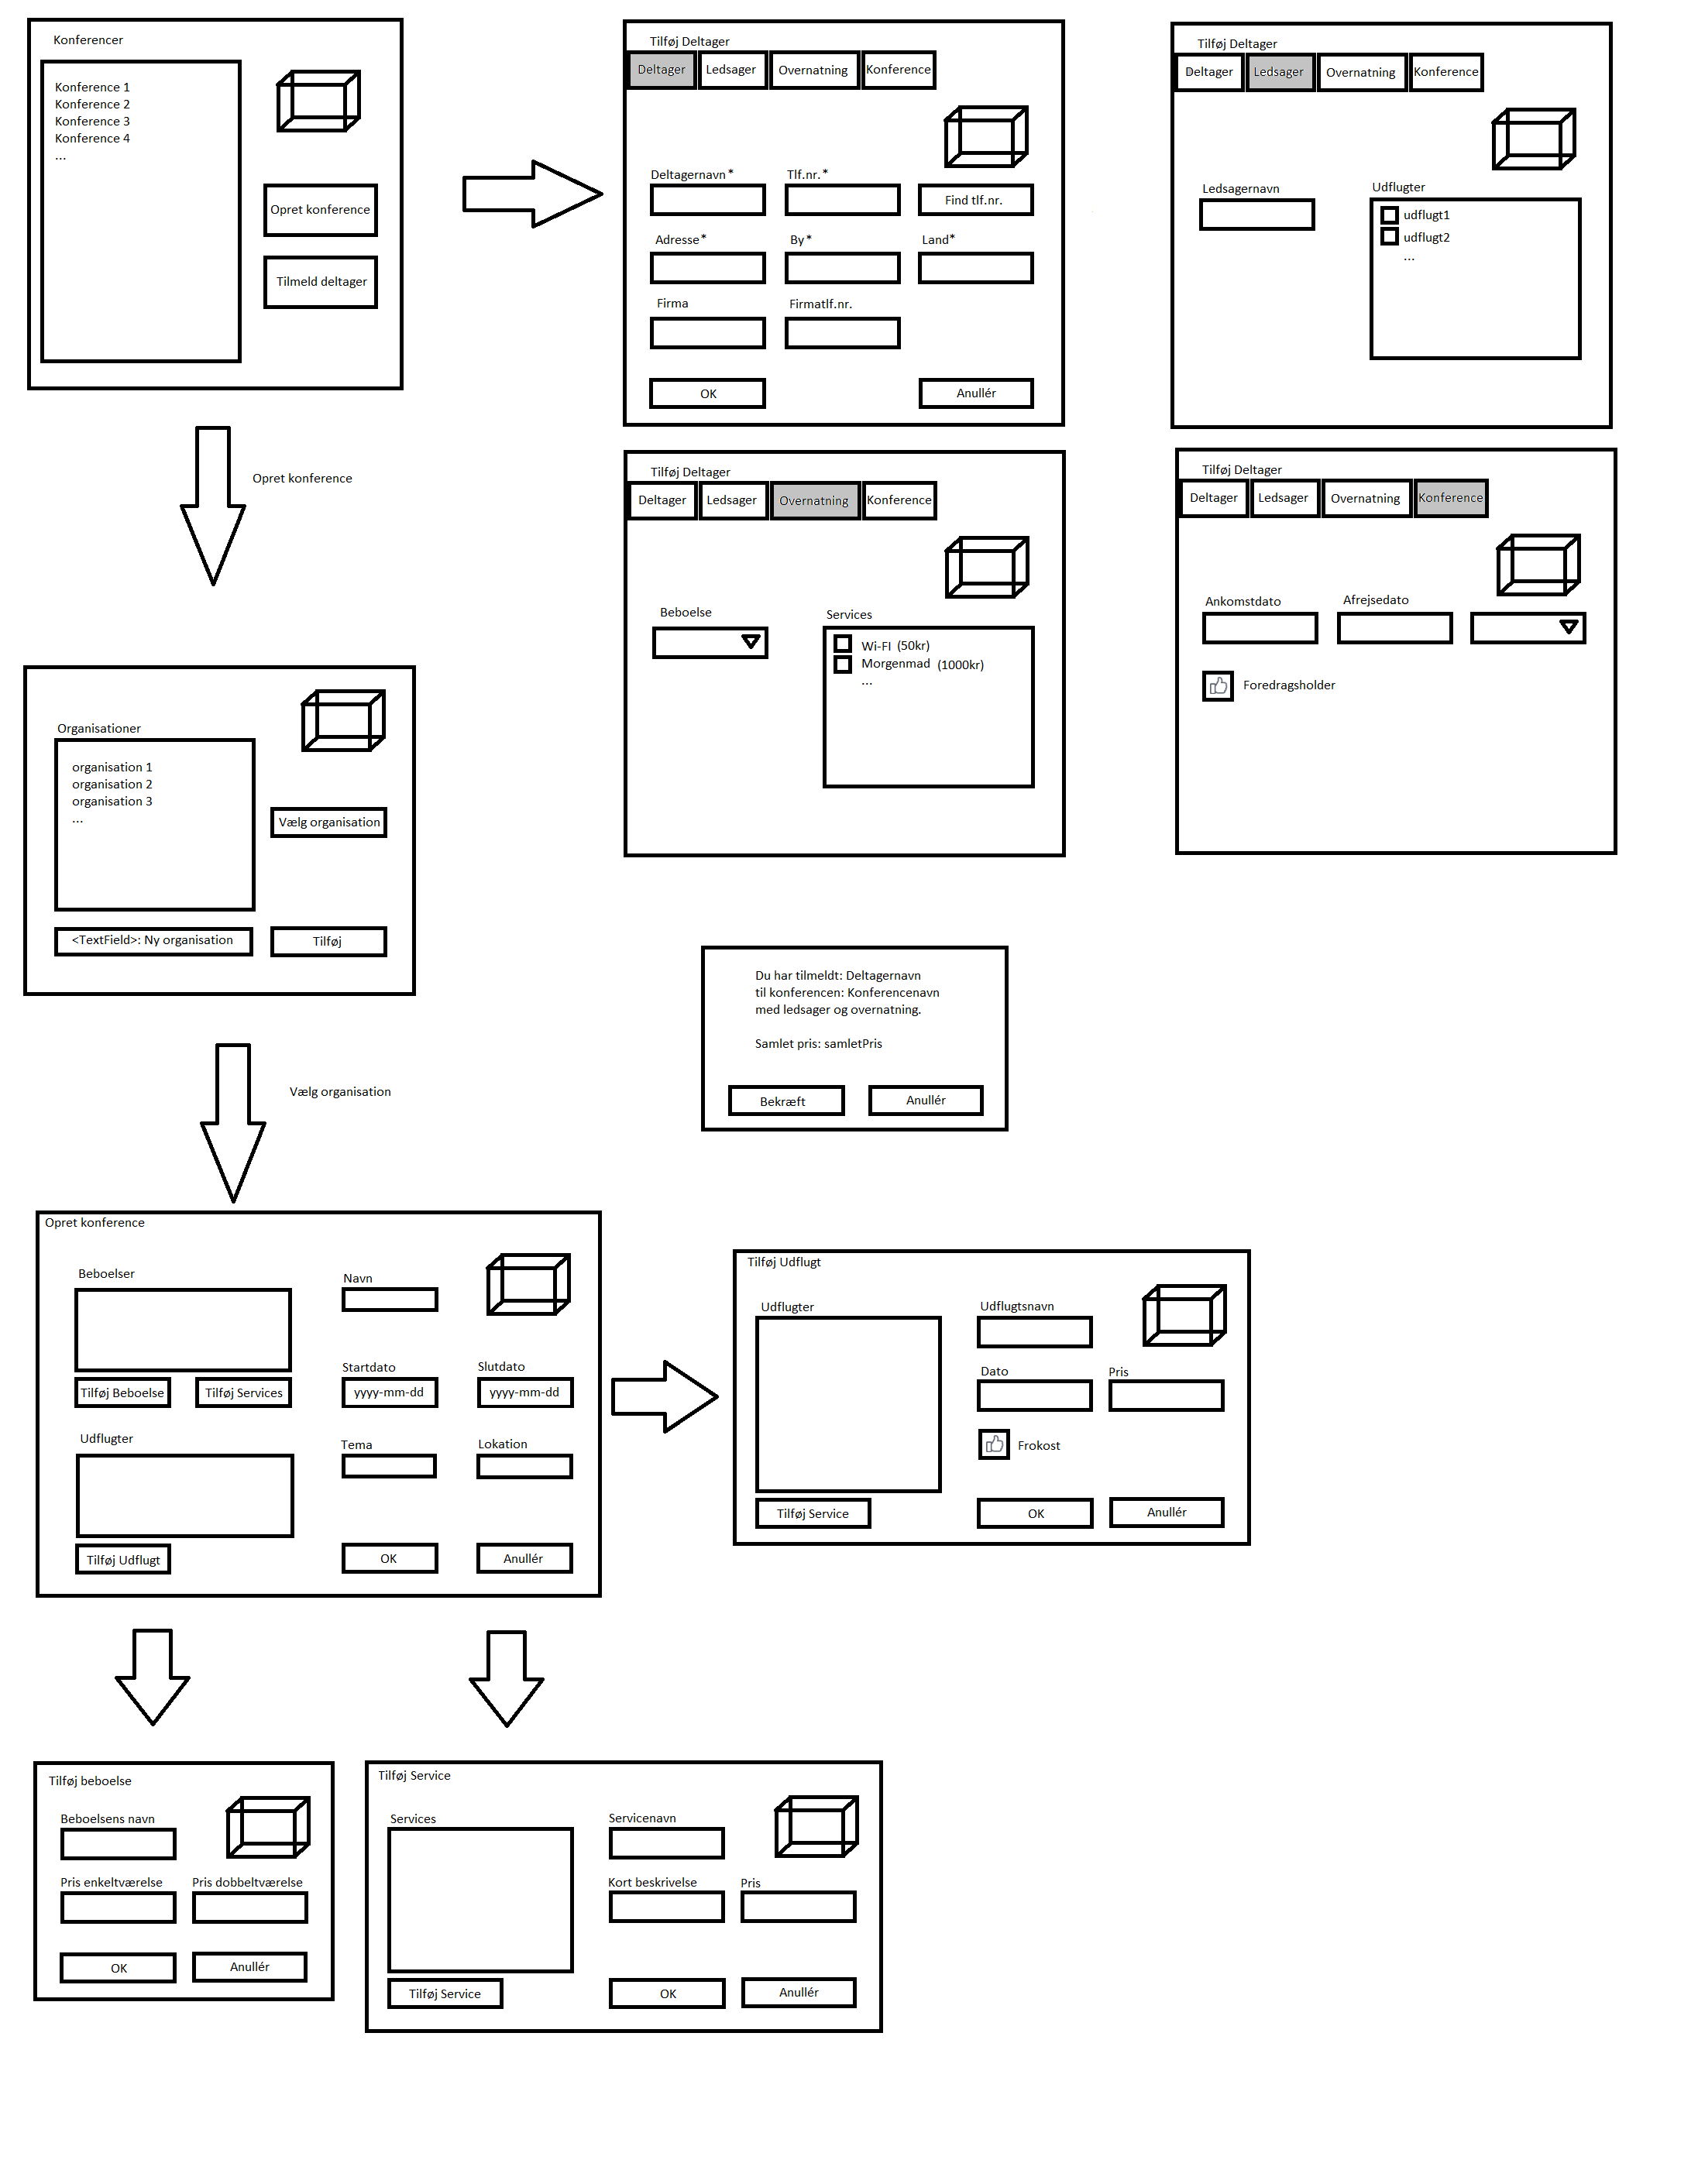 Konferencer
Konference 1
Konference 2
Konference 3
Konference 4
...
Opret konference
Tilmeld deltager
Tilføj Deltager
Deltager Ledsager Overnatning Konference
Deltagernavn* Tlf.nr.*
Find tlf.nr.
Adresse* By* Land*
Firma Firmatlf.nr.
OK Anullér
Tilføj Deltager
Deltager Ledsager Overnatning Konference
Ledsagernavn Udflugter
udflugt1
udflugt2
...
Opret konference
Tilføj Deltager
Deltager Ledsager Overnatning Konference
Beboelse Services
Wi-FI (50kr)
Morgenmad (1000kr)
...
Tilføj Deltager
Deltager Ledsager Overnatning Konference
Ankomstdato Afrejsedato
Foredragsholder
Organisationer
organisation 1
organisation 2
organisation 3
...
Vælg organisation
<TextField>: Ny organisation Tilføj
Du har tilmeldt: Deltagernavn
til konferencen: Konferencenavn
med ledsager og overnatning.
Samlet pris: samletPris
Bekræft Anullér
Vælg organisation
Opret konference
Beboelser Navn
Startdato Slutdato
Tilføj Beboelse Tilføj Services yyyy-mm-dd yyyy-mm-dd
Udflugter Tema Lokation
Tilføj Udflugt OK Anullér
Tilføj Udflugt
Udflugter Udflugtsnavn
Dato Pris
Frokost
Tilføj Service OK Anullér
Tilføj beboelse
Beboelsens navn
Pris enkeltværelse Pris dobbeltværelse
OK Anullér
Tilføj Service
Services Servicenavn
Kort beskrivelse Pris
Tilføj Service OK Anullér